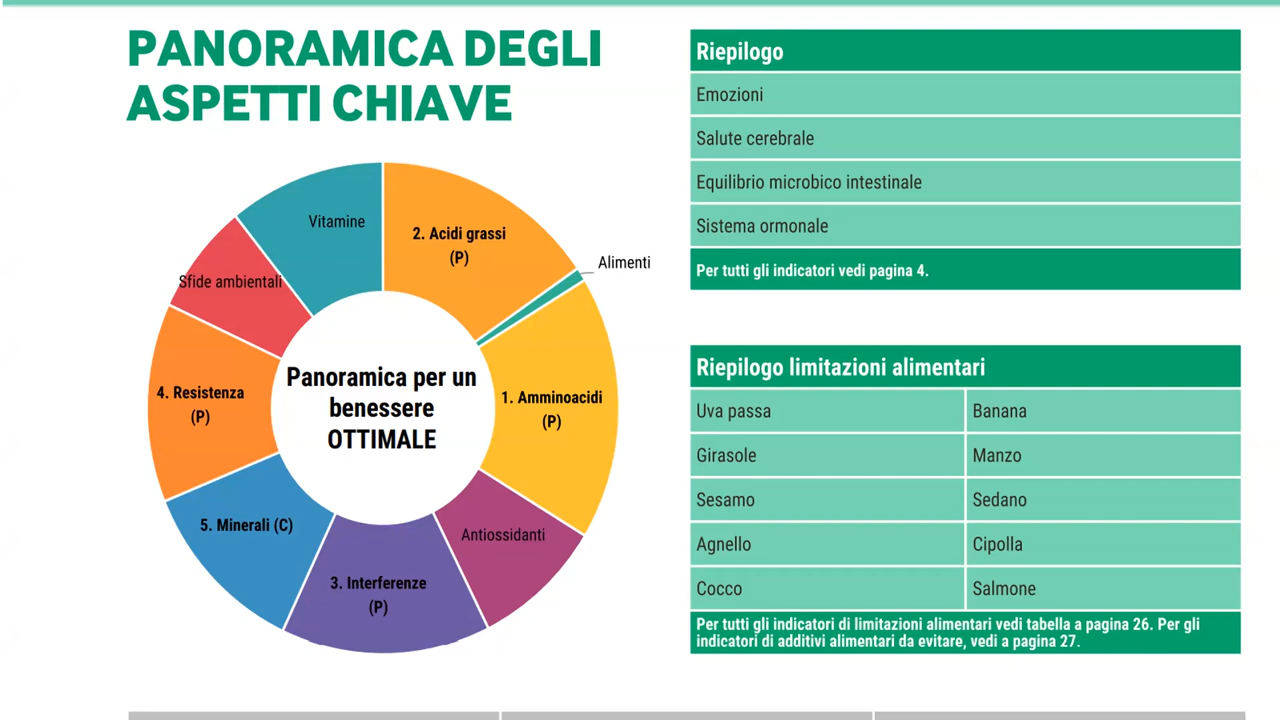 PANORAMICA DEGLI
ASPETTI CHIAVE
Vitamine
2. Acidi grassi
(P)
Alimenti
Sfide ambientali
4. Resistenza
(P)
Panoramica per un
benessere
OTTIMALE
1. Amminoacidi
(P)
5. Minerali (C)
Antiossidanti
3. Interferenze
(P)
Riepilogo
Emozioni
Salute cerebrale
Equilibrio microbico intestinale
Sistema ormonale
Per tutti gli indicatori vedi pagina 4.
Riepilogo limitazioni alimentari
Uva passa Banana
Girasole Manzo
Sesamo Sedano
Agnello Cipolla
Cocco Salmone
Per tutti gli indicatori di limitazioni alimentari vedi tabella a pagina 26. Per gli
indicatori di additivi alimentari da evitare, vedi a pagina 27.